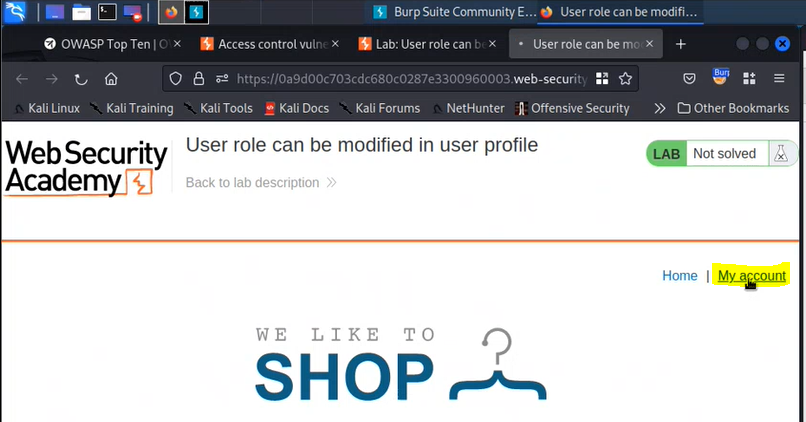 Burp Suite Community E...
User role can be modifi...
OWASP Top Ten | O
Access control vulne
Lab: User role can be
User role can be mo
https://0a9d00c703cdc680c0287e3300960003.web-security
Burp
Kali Linux
Kali Training
Kali Tools
Kali Docs
Kali Forums
NetHunter
Offensive Security
Other Bookmarks
Web Security
Academy
User role can be modified in user profile
Back to lab description
LAB
Not solved
Home | My account
WE LIKE TO
SHOP